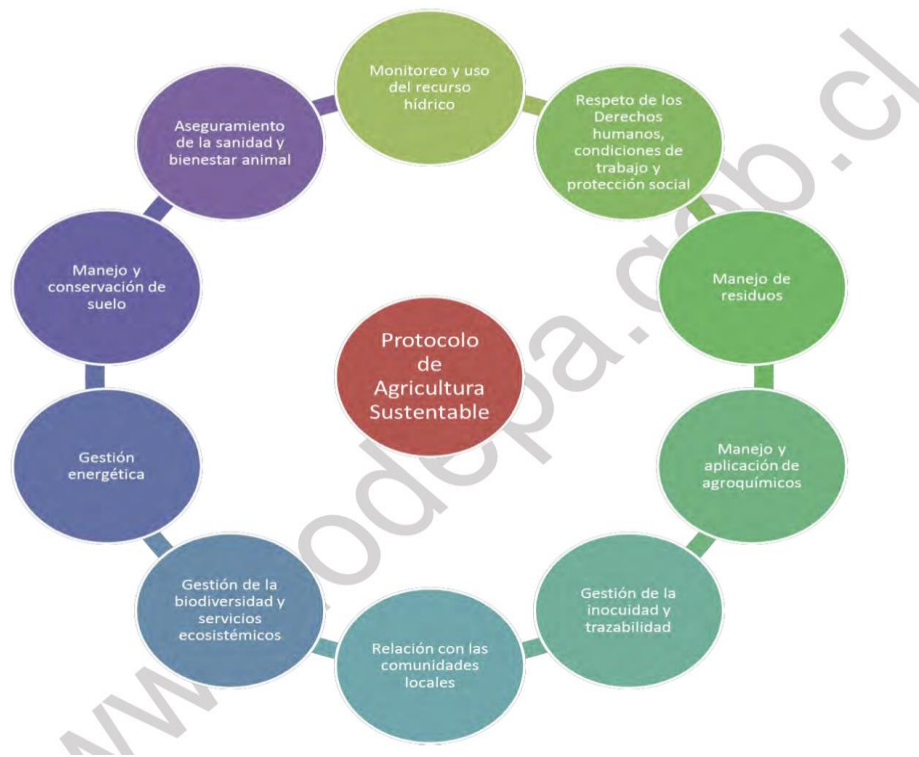 Monitoreo y uso
del recurso
hídrico
Respeto de los
Derechos
humanos,
condiciones de
trabajo y
protección social
Manejo de
residuos
Manejo y
aplicación de
agroquímicos
Gestión de la
inocuidad y
trazabilidad
Relación con las
comunidades
locales
Gestión de la
biodiversidad y
servicios
ecosistémicos
Gestión
energética
Manejo y
conservación de
suelo
Aseguramiento
de la sanidad y
bienestar animal
Protocolo
de
Agricultura
Sustentable
www.odepa.gob.cl